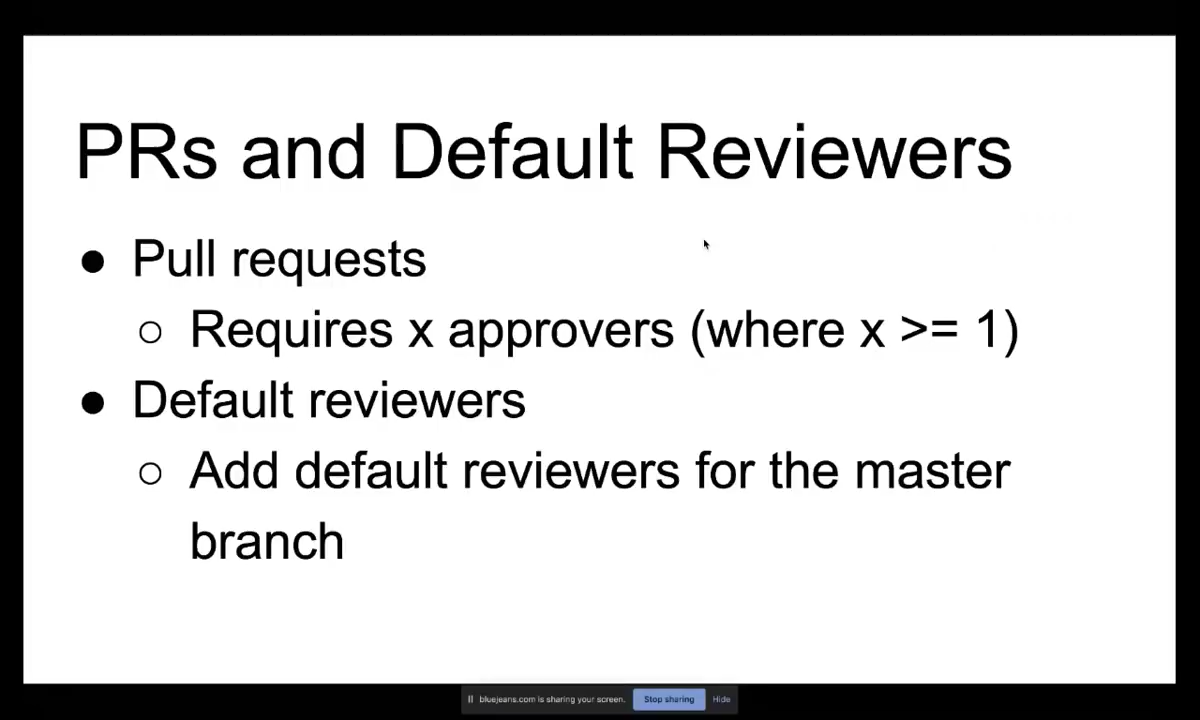 PRs and Default Reviewers
● Pull requests
○ Requires x approvers (where x >= 1)
● Default reviewers
○ Add default reviewers for the master
branch
bluejeans.com is sharing your screen. Stop sharing Hide